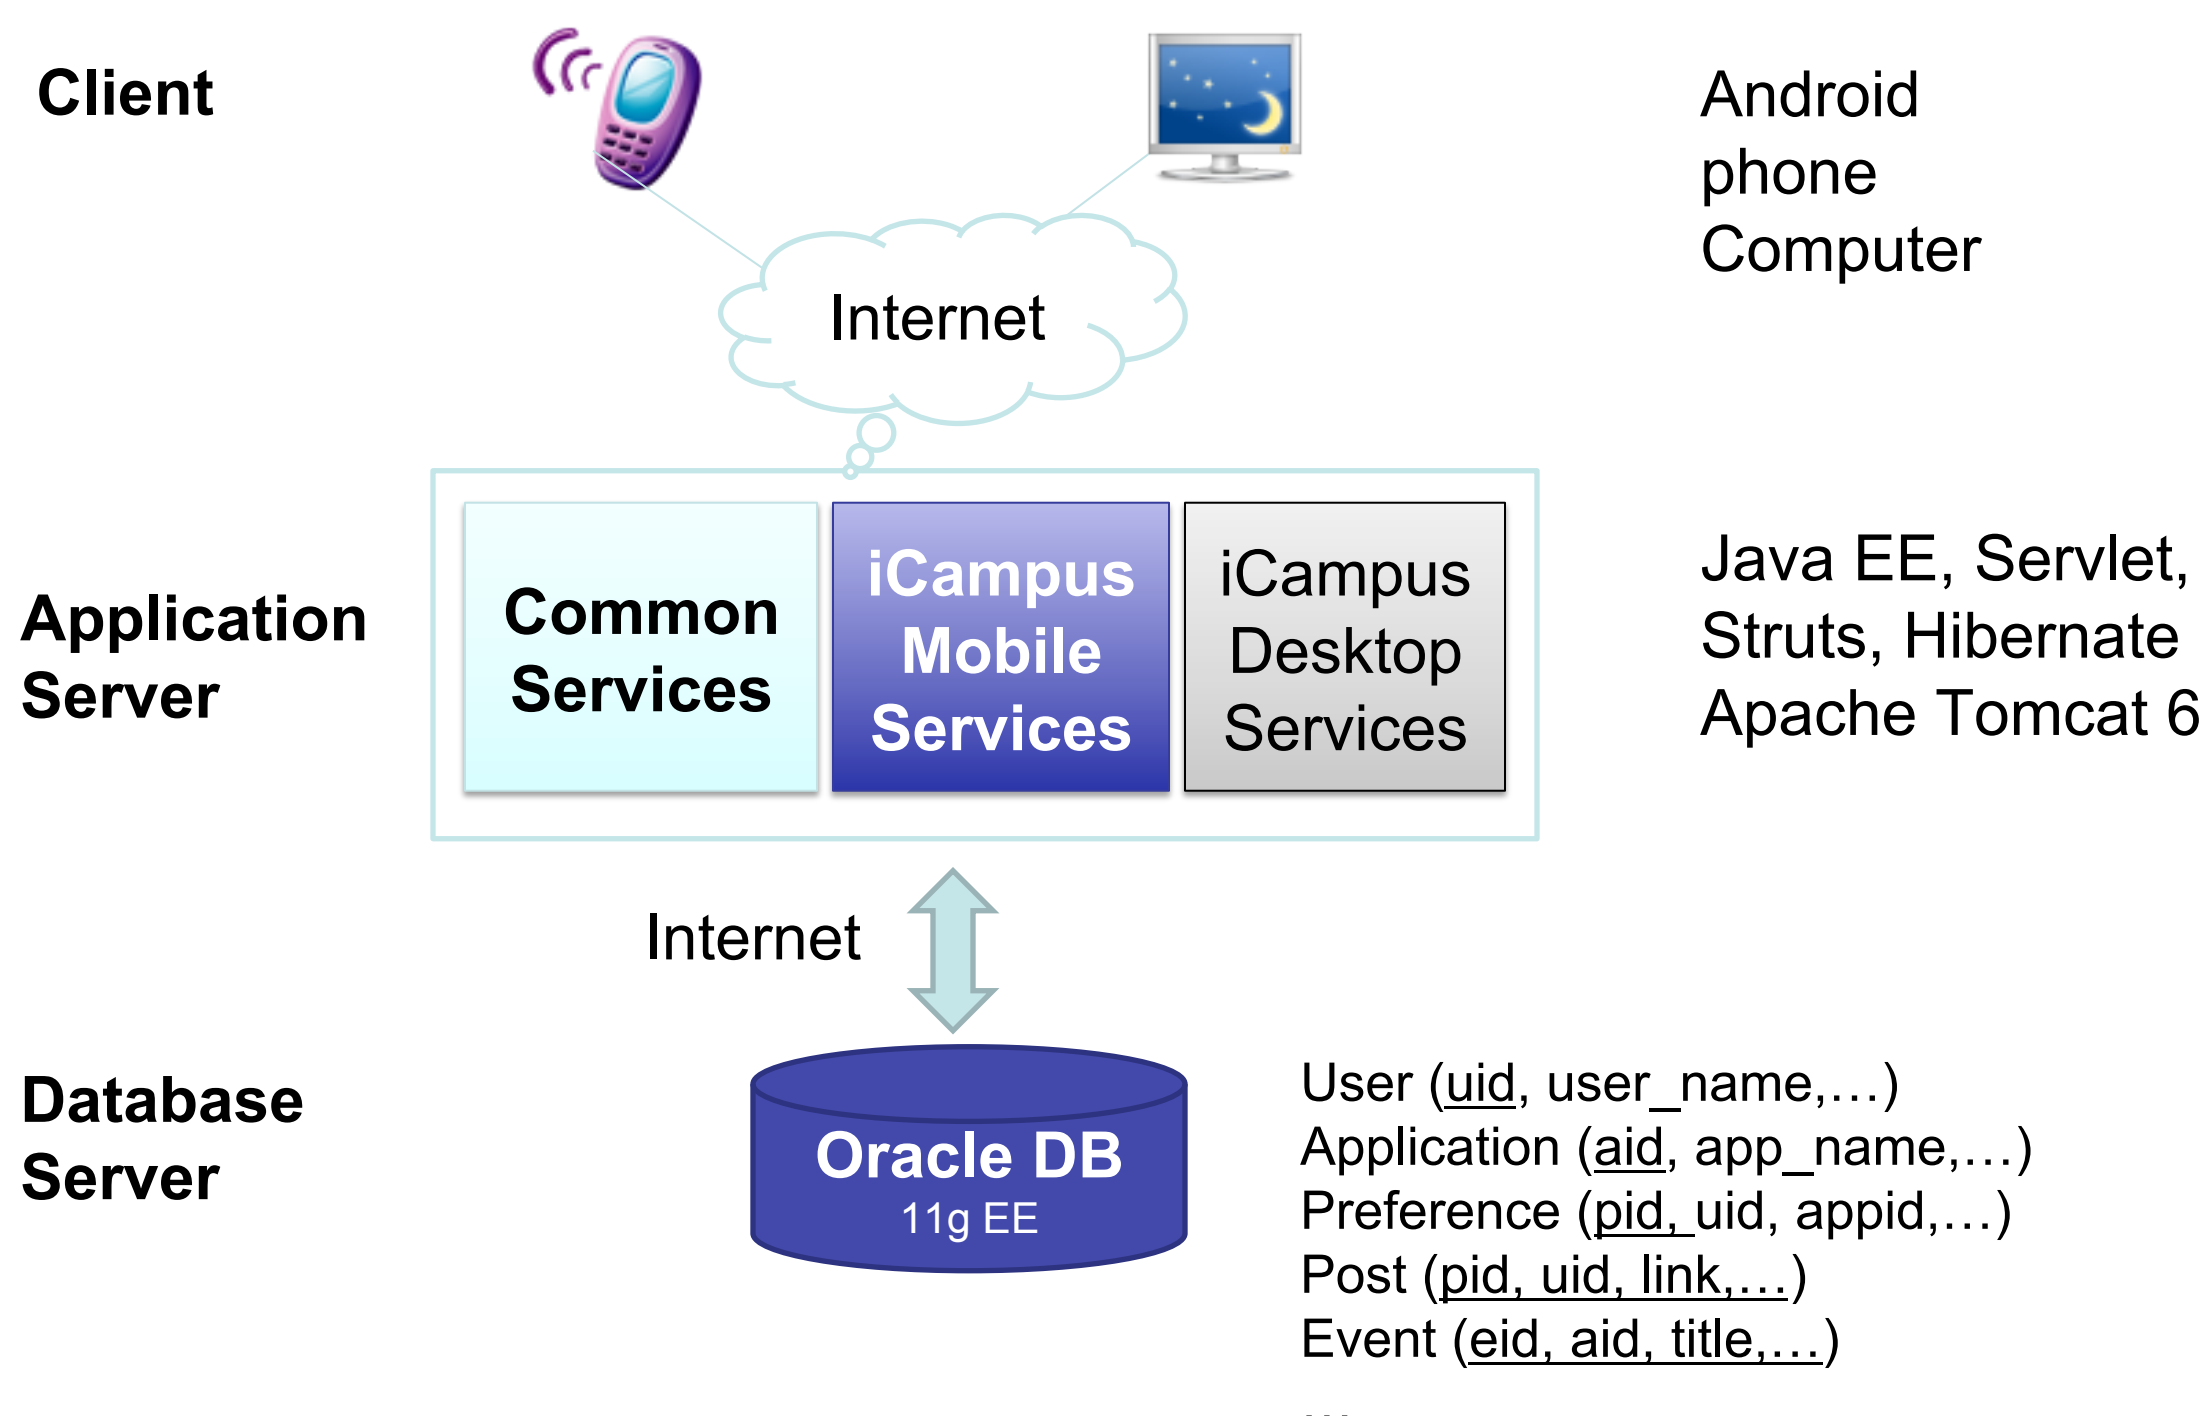 Client
Android
phone
Computer
Internet
Application
Server
Common
Services
iCampus
Mobile
Services
iCampus
Desktop
Services
Java EE, Servlet,
Struts, Hibernate
Apache Tomcat 6
Internet
Database
Server
Oracle DB
11g EE
User (uid, user_name,…)
Application (aid, app_name,…)
Preference (pid, uid, appid,…)
Post (pid, uid, link,…)
Event (eid, aid, title,…)
…